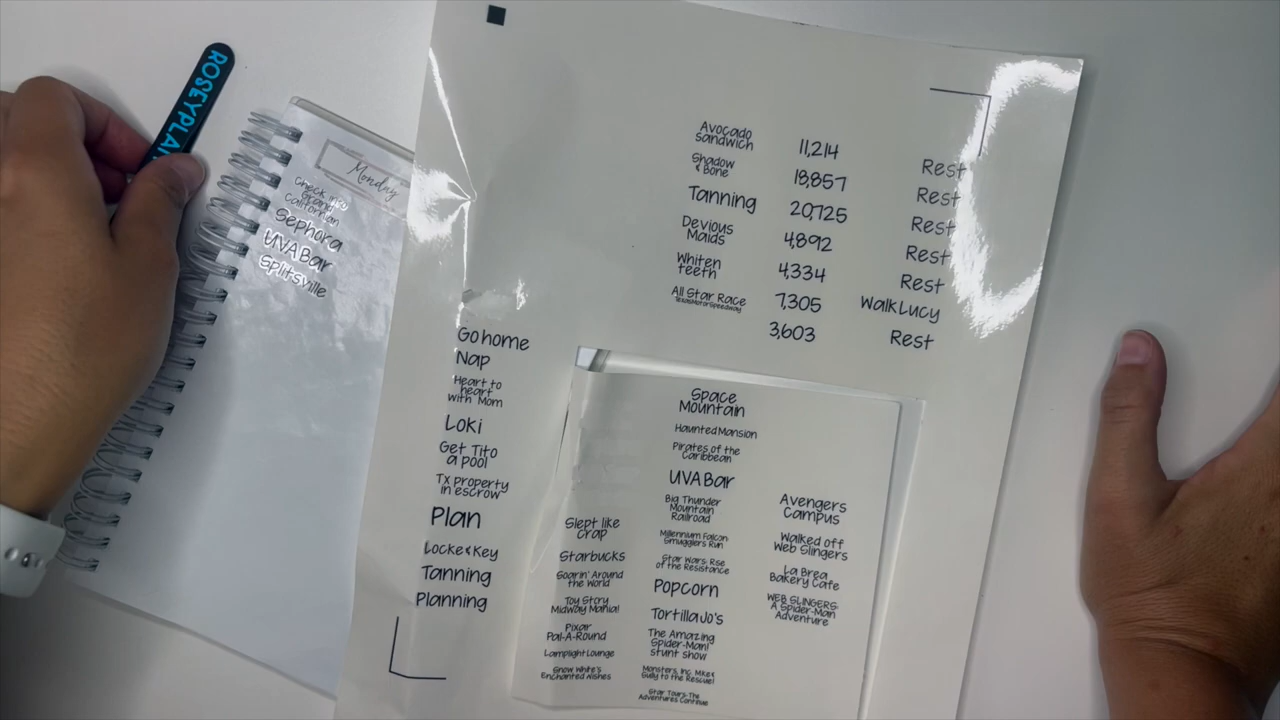 ROSEYPLAN
Monday
Check into
Grand
Californian
Sephora
UVA Bar
Splitsville
Avocado
Sandwich
Shadow
& Bone
Tanning
Devious
Maids
Whiten
teeth
All Star Race
Texas Motor Speedway
11,214
18,857
20,725
4,892
4,334
7,305
3,603
Rest
Rest
Rest
Rest
Rest
Walk Lucy
Rest
Go home
Nap
Heart to
heart
with Mom
Loki
Get Tito
a pool
Tx property
in escrow
Plan
Locke & Key
Tanning
Planning
Slept like
crap
Starbucks
Soarin' Around
the World
Toy Story
Midway Mania!
Pixar
Pal-A-Round
Lamplight Lounge
Snow White's
Enchanted Wishes
Space
Mountain
Haunted Mansion
Pirates of the
Caribbean
UVA Bar
Big Thunder
Mountain
Railroad
Millennium Falcon:
Smugglers Run
Star Wars: Rise
of the Resistance
Popcorn
Tortilla Jo's
The Amazing
Spider-Man!
stunt show
Monsters, Inc. Mike &
Sully to the Rescue!
Star Tours-The
Adventures Continue
Avengers
Campus
Walked off
Web Slingers
La Brea
Bakery Cafe
WEB SLINGERS:
A Spider-Man
Adventure